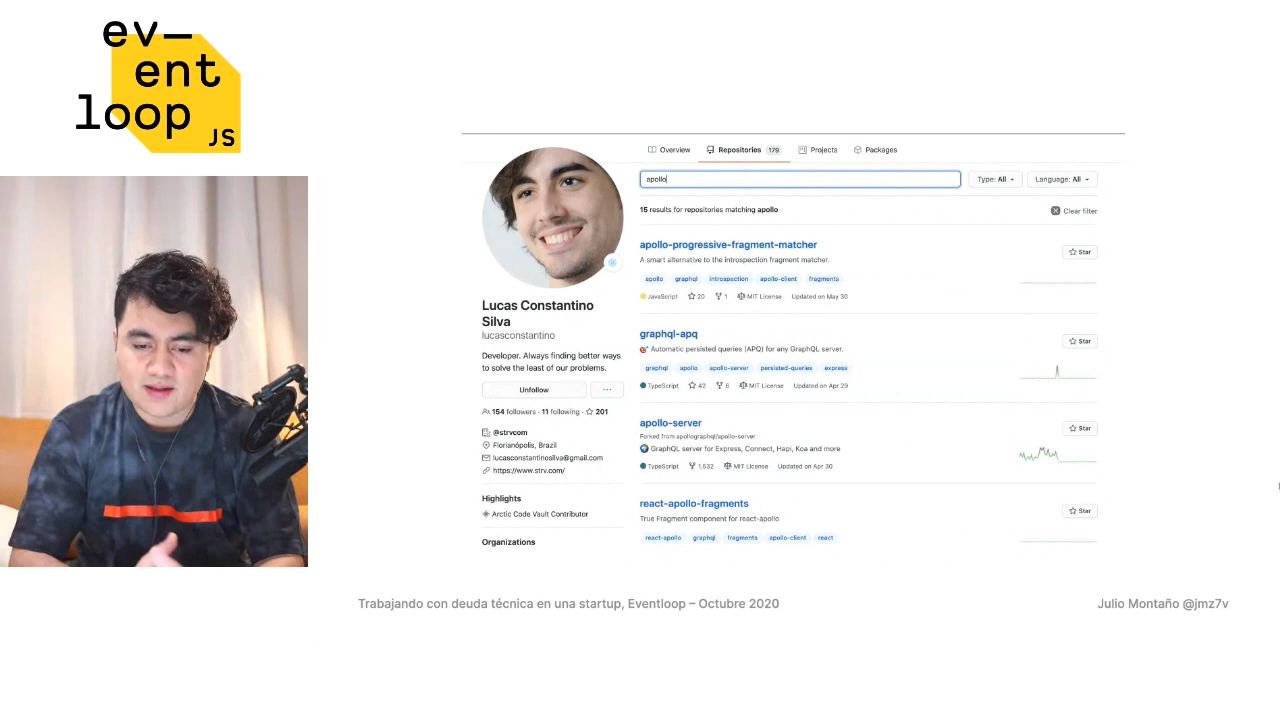 ev—
ent
loop JS
Overview
Repositories 179
Projects
Packages
apollo
Type: All
Language: All
15 results for repositories matching apollo
Clear filter
apollo-progressive-fragment-matcher
Star
A smart alternative to the introspection fragment matcher.
apollo graphql introspection apollo-client fragments
JavaScript 20 1 MIT License Updated on May 30
graphql-apq
Star
Automatic persisted queries (APQ) for any GraphQL server.
graphql apollo apollo-server persisted-queries express
TypeScript 42 6 MIT License Updated on Apr 29
apollo-server
Star
Forked from apollographql/apollo-server
GraphQL server for Express, Connect, Hapi, Koa and more
TypeScript 1,532 MIT License Updated on Apr 30
react-apollo-fragments
Star
True Fragment component for react-apollo
react-apollo graphql fragments apollo-client react
Lucas Constantino
Silva
lucasconstantino
Developer. Always finding better ways
to solve the least of our problems.
Unfollow ...
154 followers · 11 following · 201
@strvcom
Florianópolis, Brazil
lucasconstantinosilva@gmail.com
https://www.strv.com/
Highlights
Arctic Code Vault Contributor
Organizations
Trabajando con deuda técnica en una startup, Eventloop – Octubre 2020
Julio Montaño @jmz7v